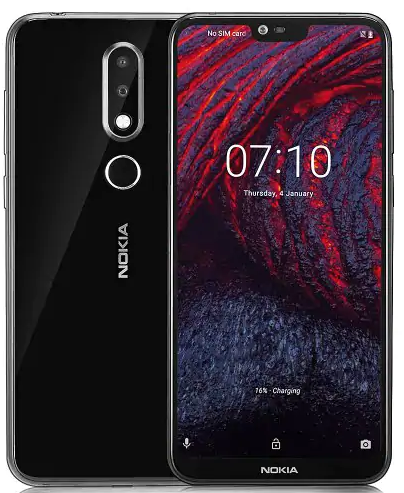 NOKIA
No SIM card
07:10
Thursday, 4 January
16% · Charging
NOKIA